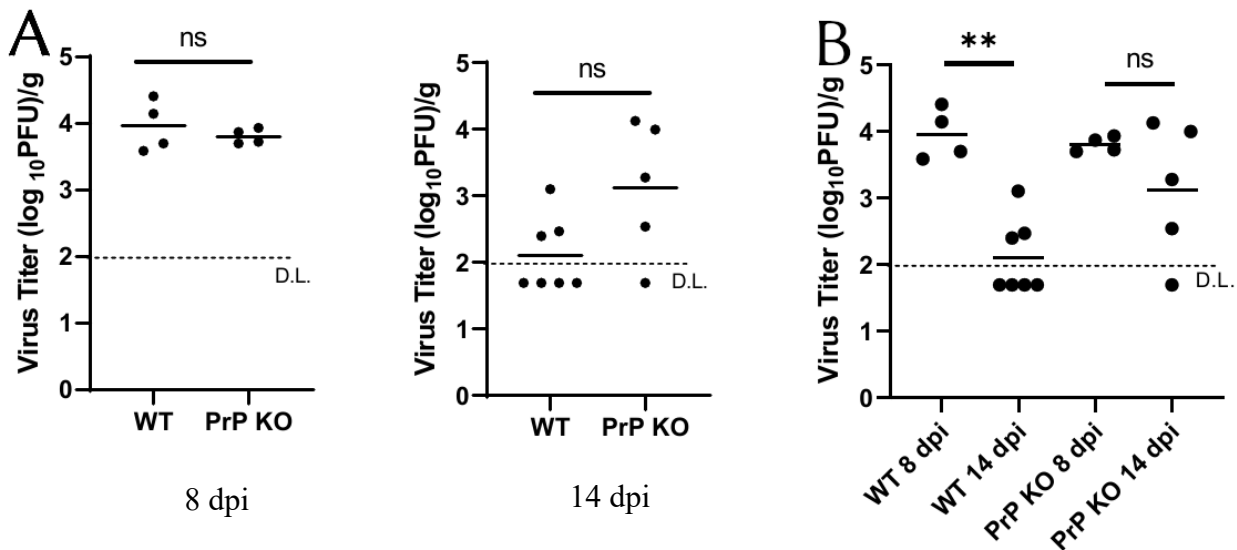 A
ns
Virus Titer (log 10PFU)/g
5
4
3
2
1
0
D.L.
WT PrP KO
8 dpi
ns
Virus Titer (log10PFU)/g
5
4
3
2
1
0
D.L.
WT PrP KO
14 dpi
B
** ns
Virus Titer (log10PFU)/g
5
4
3
2
1
0
D.L.
WT 8 dpi
WT 14 dpi
PrP KO 8 dpi
PrP KO 14 dpi